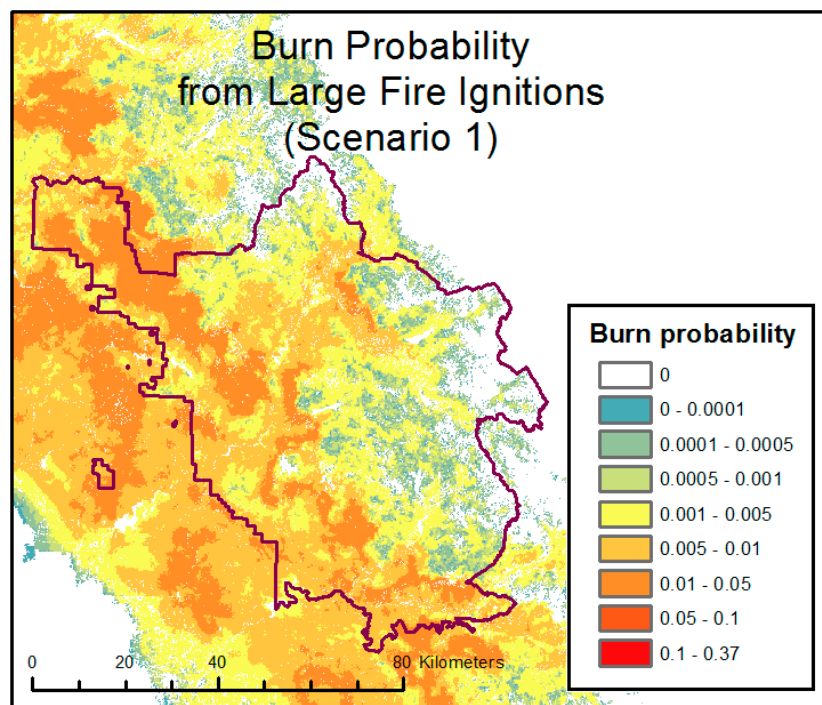 Burn Probability
from Large Fire Ignitions
(Scenario 1)
Burn probability
0
0 - 0.0001
0.0001 - 0.0005
0.0005 - 0.001
0.001 - 0.005
0.005 - 0.01
0.01 - 0.05
0.05 - 0.1
0.1 - 0.37
0 20 40 80 Kilometers